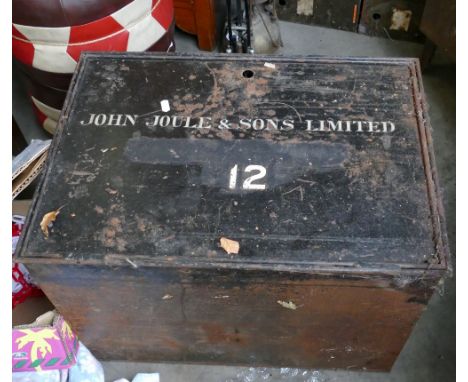 JOHN JOULE & SONS LIMITED
12